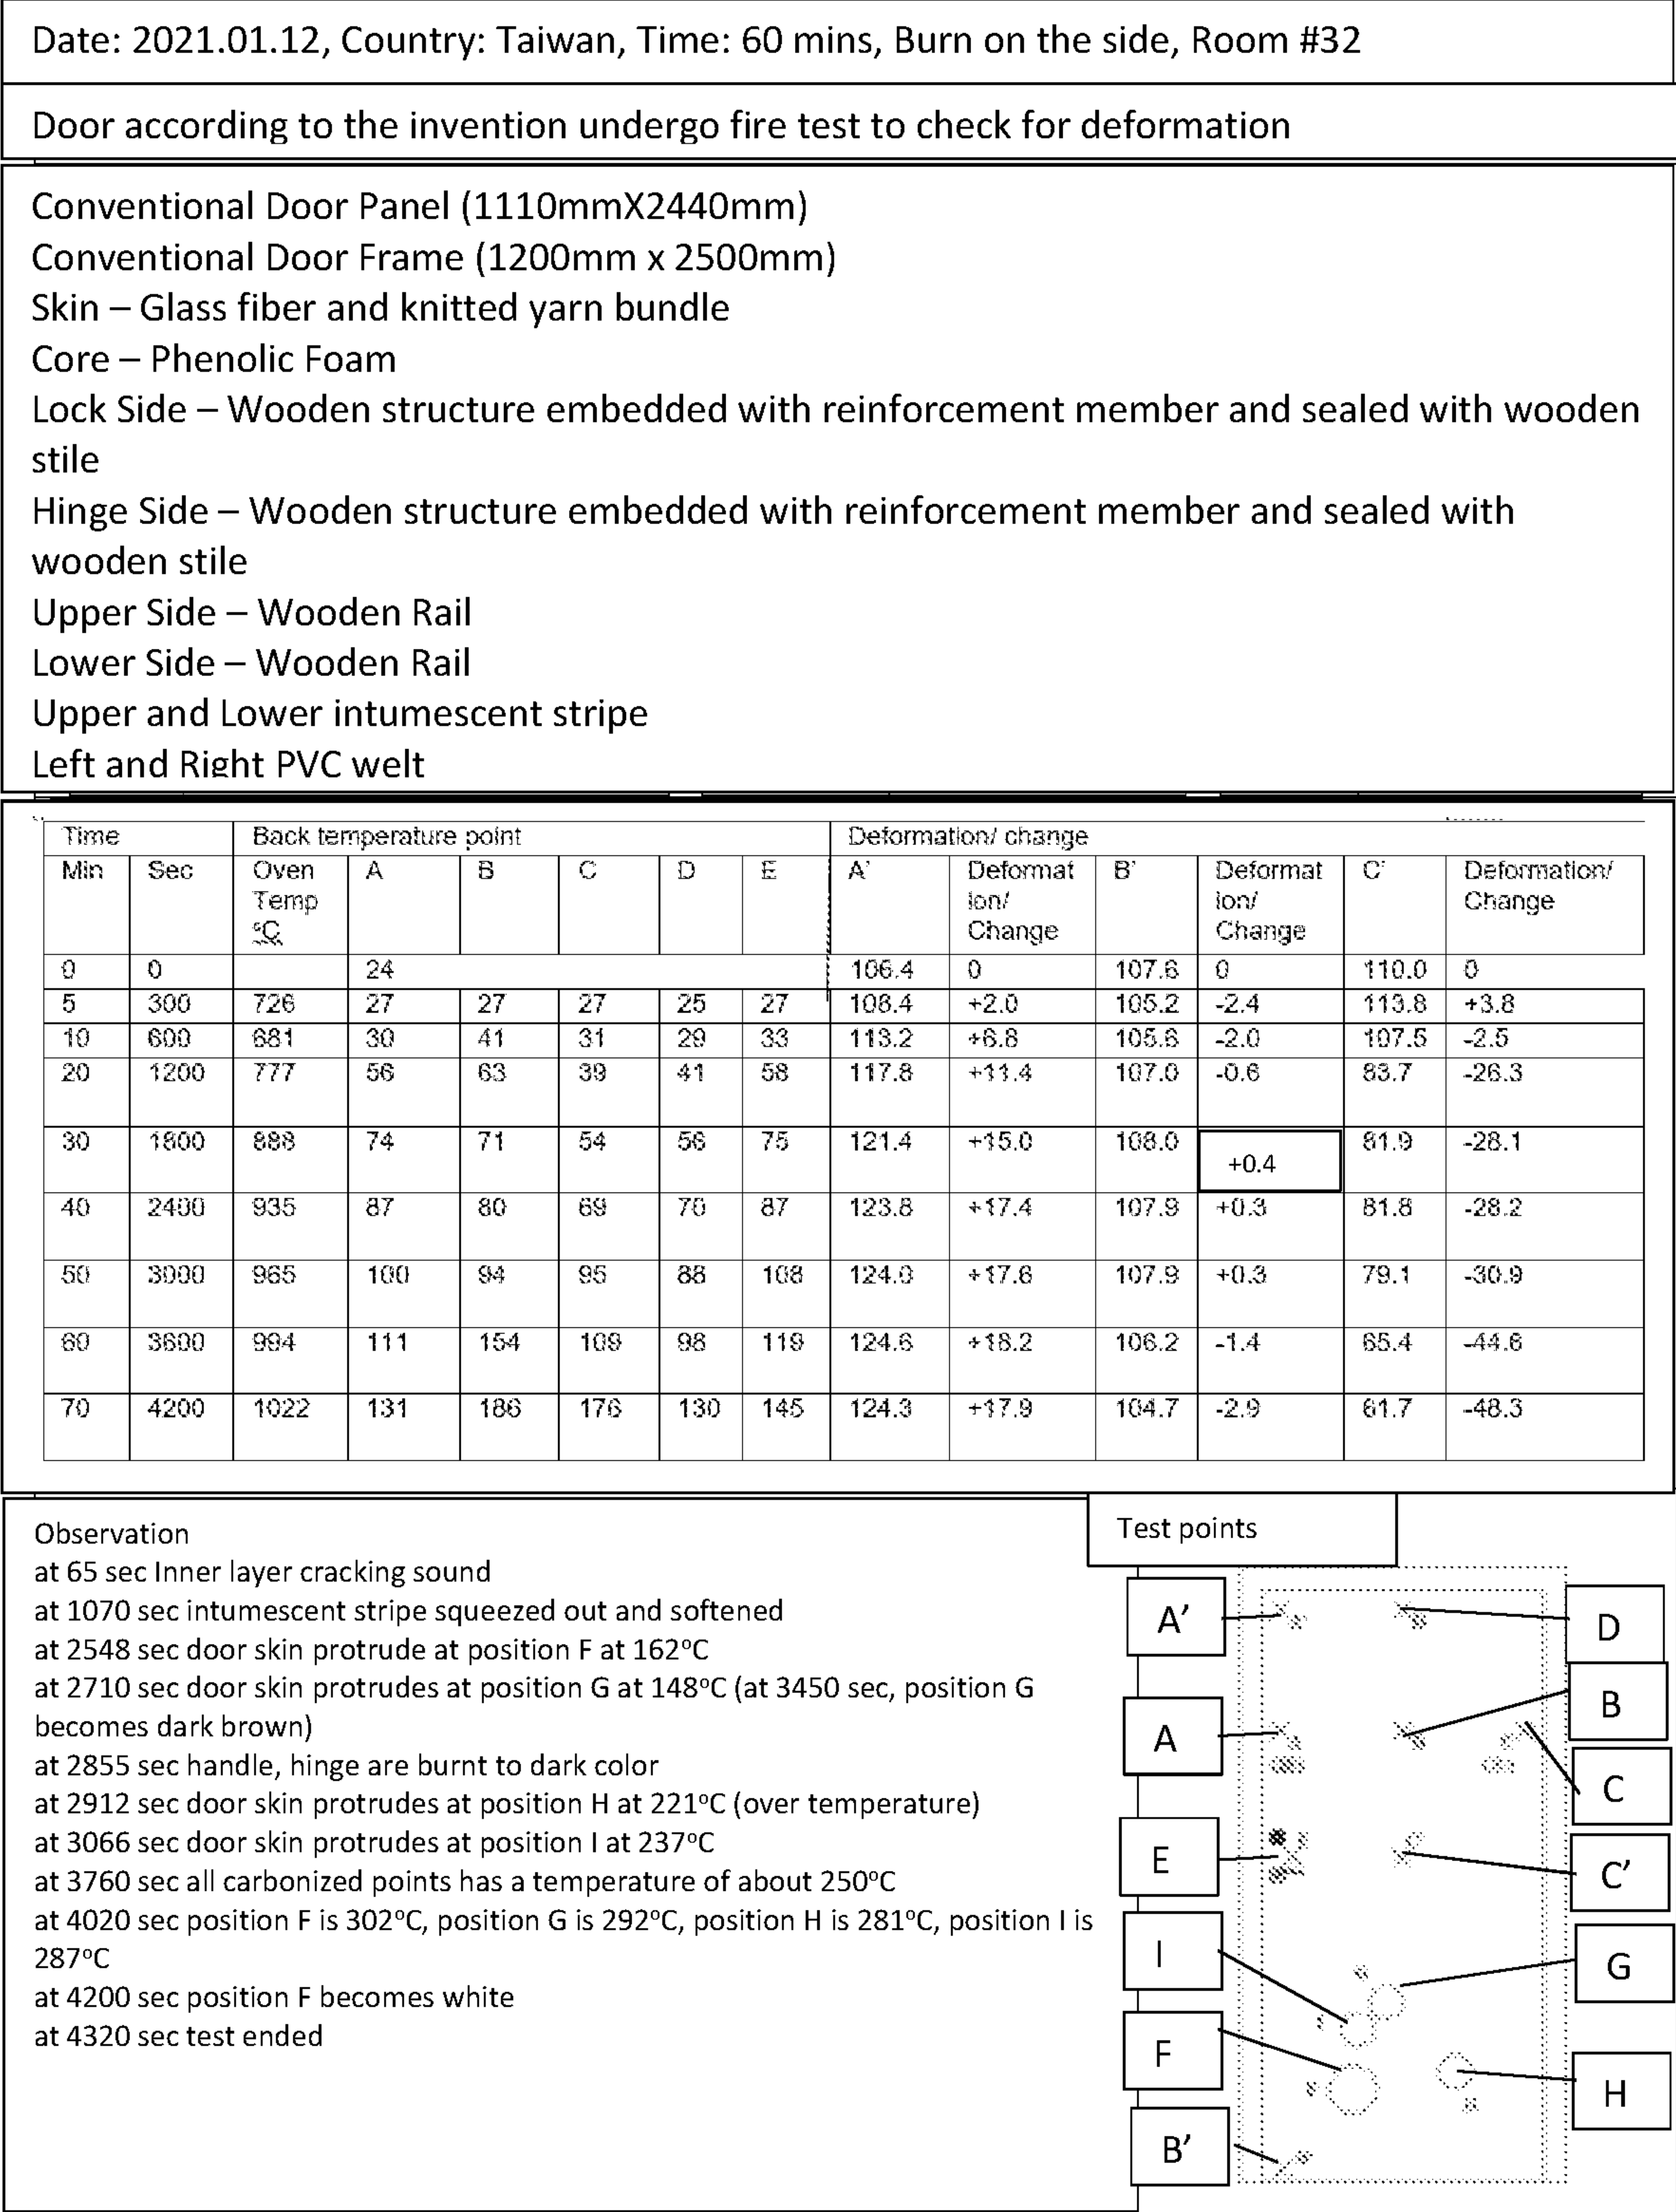 Date: 2021.01.12, Country: Taiwan, Time: 60 mins, Burn on the side, Room #32
Door according to the invention undergo fire test to check for deformation
Conventional Door Panel (1110mmX2440mm)
Conventional Door Frame (1200mm x 2500mm)
Skin – Glass fiber and knitted yarn bundle
Core – Phenolic Foam
Lock Side – Wooden structure embedded with reinforcement member and sealed with wooden
stile
Hinge Side – Wooden structure embedded with reinforcement member and sealed with
wooden stile
Upper Side – Wooden Rail
Lower Side – Wooden Rail
Upper and Lower intumescent stripe
Left and Right PVC welt
Time Back temperature point Deformation/ change
Min Sec Oven A B C D E A' Deformat B' Deformat C' Deformation/
Temp ion/ ion/ Change
°C Change Change
0 0 24 106.4 0 107.6 0 110.0 0
5 300 726 27 27 27 25 27 108.4 +2.0 105.2 -2.4 113.8 +3.8
10 600 681 30 41 31 29 33 113.2 +6.8 105.6 -2.0 107.5 -2.5
20 1200 777 56 63 39 41 58 117.8 +11.4 107.0 -0.6 83.7 -26.3
30 1800 888 74 71 54 56 75 121.4 +15.0 108.0 +0.4 81.9 -28.1
40 2400 935 87 80 69 70 87 123.8 +17.4 107.9 +0.3 81.8 -28.2
50 3000 965 100 94 95 88 108 124.0 +17.6 107.9 +0.3 79.1 -30.9
60 3600 994 111 154 109 98 119 124.6 +18.2 106.2 -1.4 65.4 -44.6
70 4200 1022 131 186 176 130 145 124.3 +17.9 104.7 -2.9 61.7 -48.3
Observation
at 65 sec Inner layer cracking sound
at 1070 sec intumescent stripe squeezed out and softened
at 2548 sec door skin protrude at position F at 162°C
at 2710 sec door skin protrudes at position G at 148°C (at 3450 sec, position G
becomes dark brown)
at 2855 sec handle, hinge are burnt to dark color
at 2912 sec door skin protrudes at position H at 221°C (over temperature)
at 3066 sec door skin protrudes at position I at 237°C
at 3760 sec all carbonized points has a temperature of about 250°C
at 4020 sec position F is 302°C, position G is 292°C, position H is 281°C, position I is
287°C
at 4200 sec position F becomes white
at 4320 sec test ended
Test points
A'
D
B
A
C
E
C'
I
G
F
H
B'